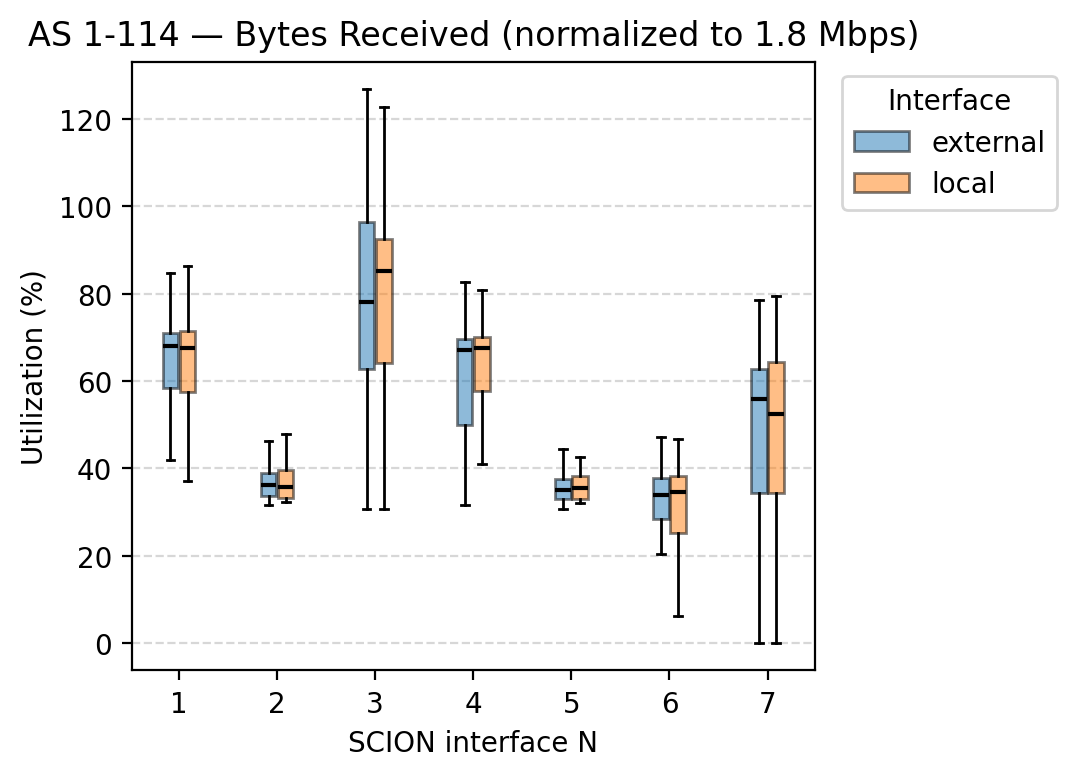 AS 1-114 — Bytes Received (normalized to 1.8 Mbps)
Interface
external
local
Utilization (%)
120
100
80
60
40
20
0
1 2 3 4 5 6 7
SCION interface N